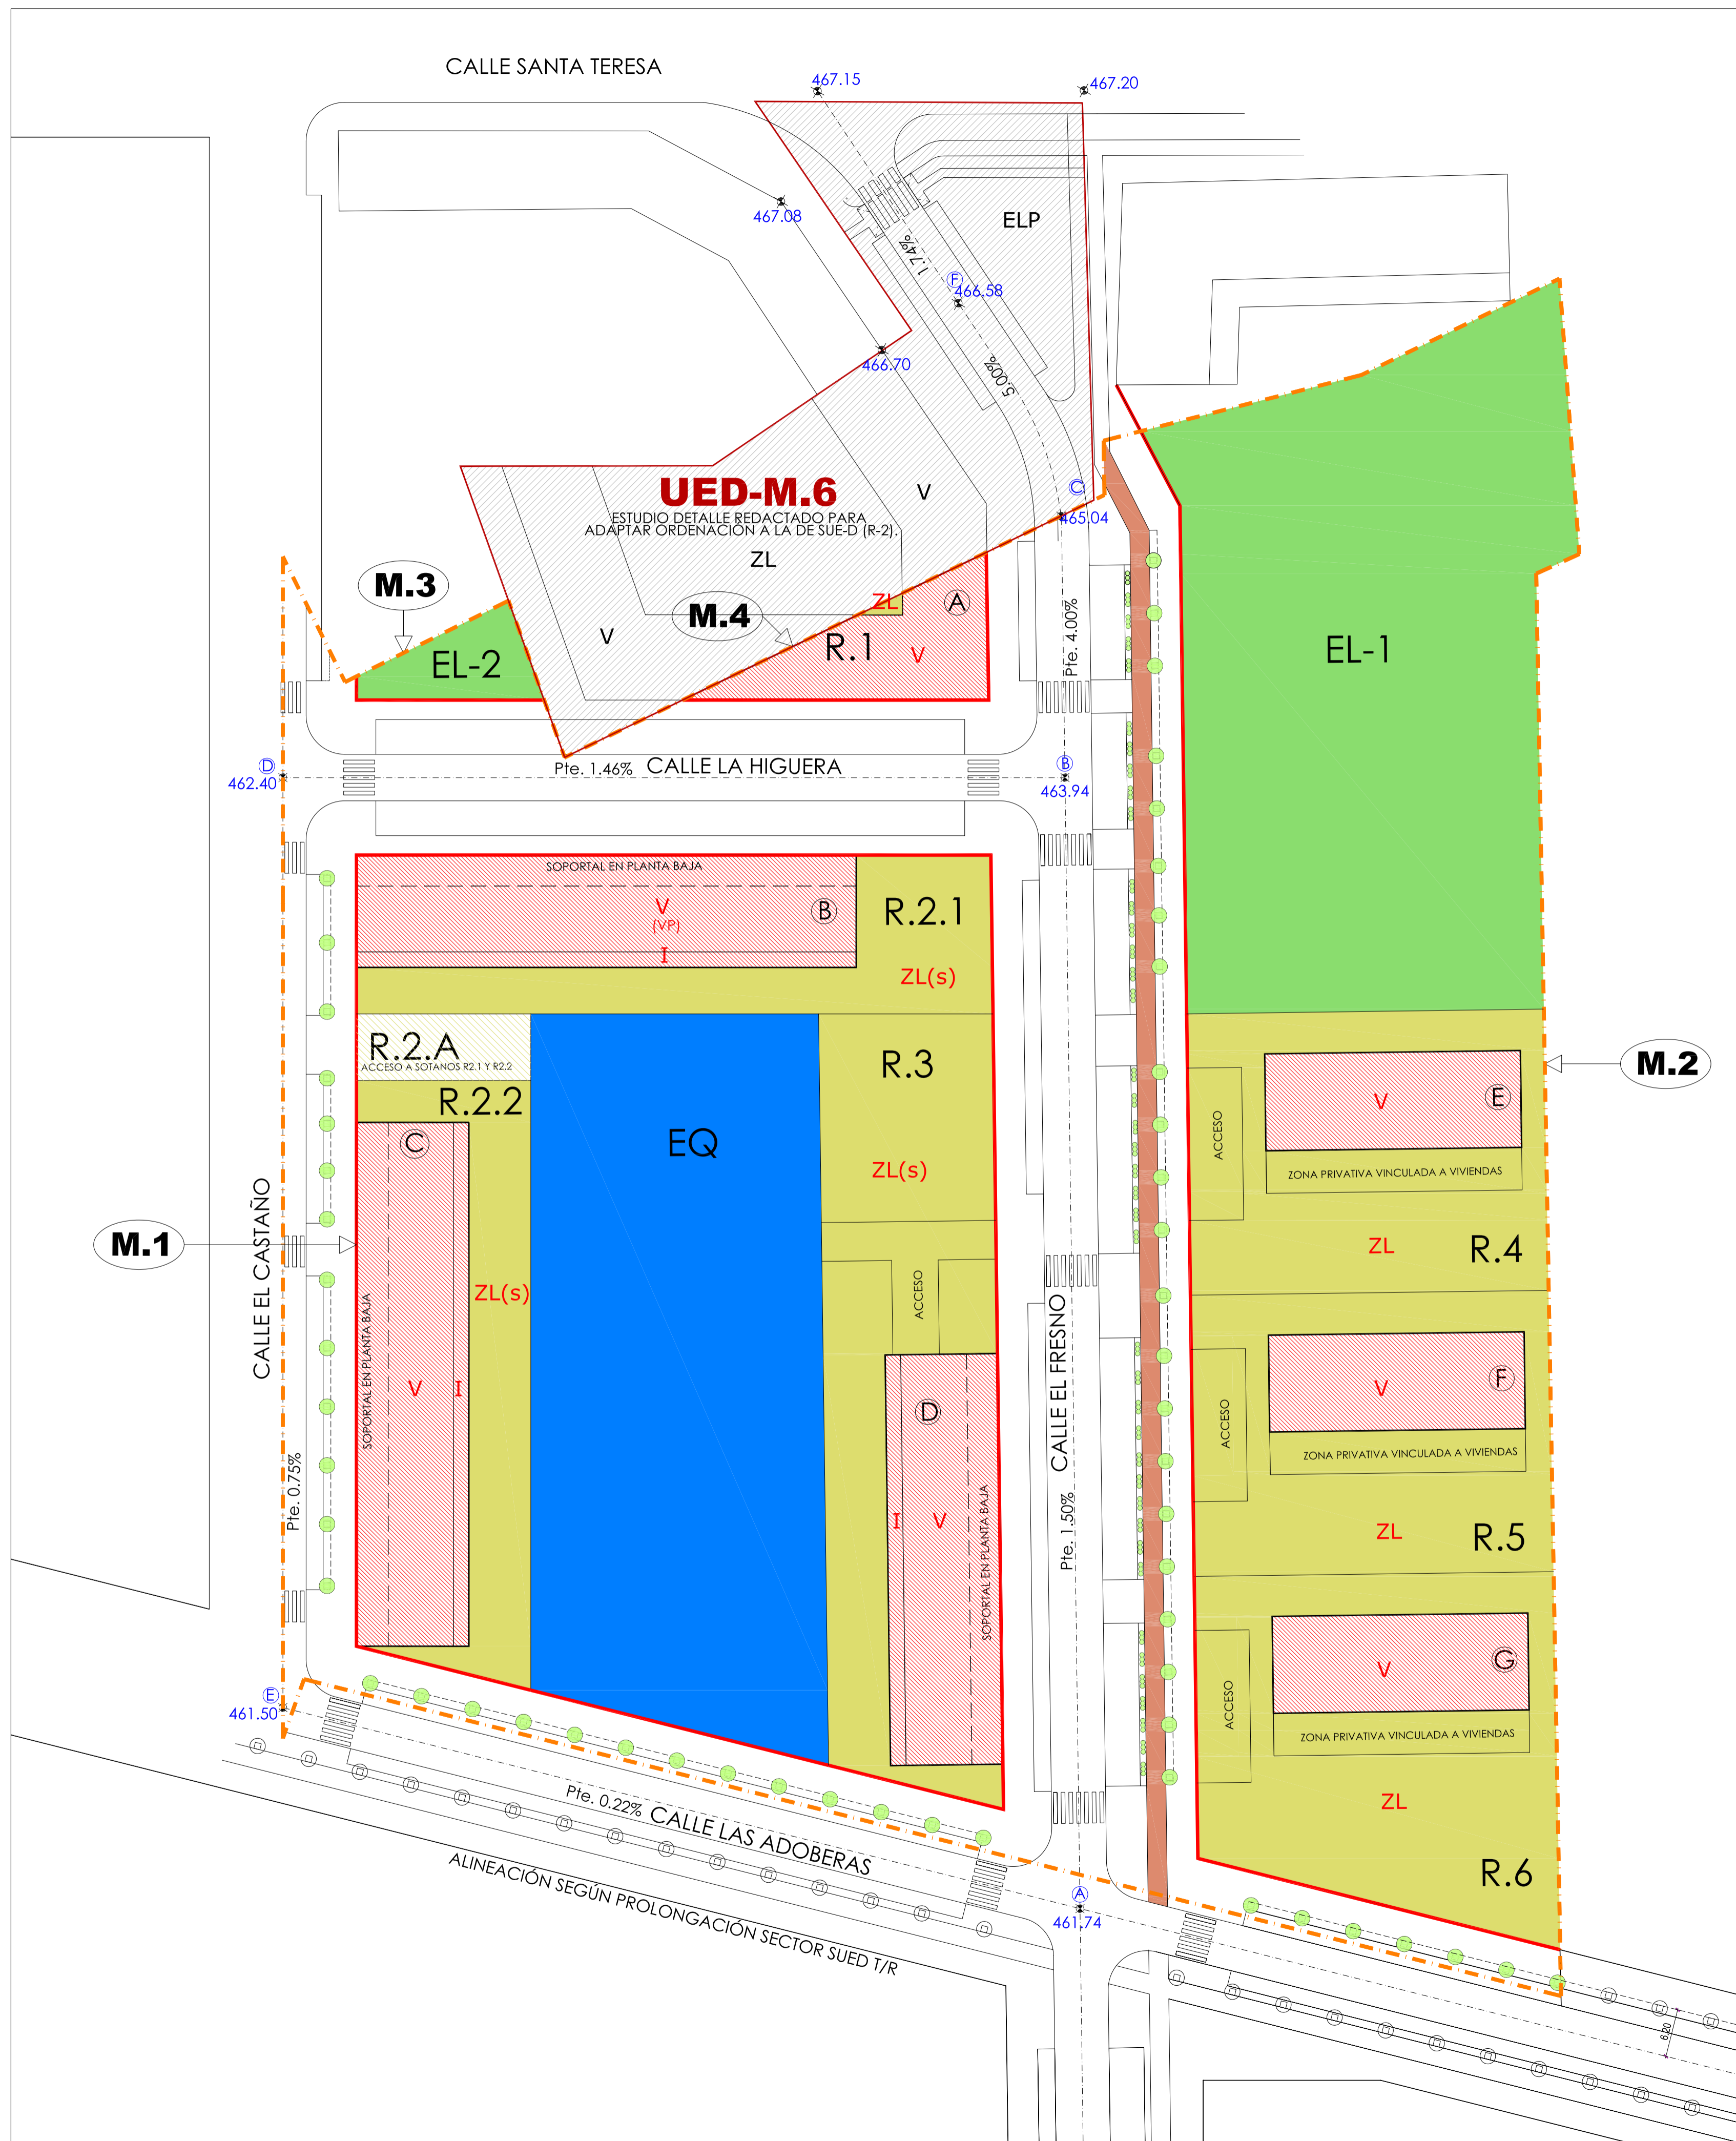 CALLE SANTA TERESA
467.15
467.20
467.08
ELP
1.74%
F
466.58
466.70
5.00%
C
465.04
UED-M.6
ESTUDIO DETALLE REDACTADO PARA
ADAPTAR ORDENACIÓN A LA DE SUE-D (R-2).
V
ZL
M.3
M.4
V
EL-2
ZL
A
R.1
V
Pte. 4.00%
EL-1
D
462.40
Pte. 1.46% CALLE LA HIGUERA
B
463.94
SOPORTAL EN PLANTA BAJA
V
(VP)
I
B
R.2.1
ZL(s)
R.2.A
ACCESO A SOTANOS R2.1 Y R2.2
R.2.2
R.3
EQ
ZL(s)
C
M.2
V
E
ACCESO
ZONA PRIVATIVA VINCULADA A VIVIENDAS
ZL
R.4
CALLE EL CASTAÑO
M.1
ZL(s)
SOPORTAL EN PLANTA BAJA
V
I
Pte. 0.75%
ACCESO
CALLE EL FRESNO
Pte. 1.50%
D
I
V
SOPORTAL EN PLANTA BAJA
V
F
ACCESO
ZONA PRIVATIVA VINCULADA A VIVIENDAS
ZL
R.5
V
G
ACCESO
ZONA PRIVATIVA VINCULADA A VIVIENDAS
ZL
R.6
E
461.50
Pte. 0.22% CALLE LAS ADOBERAS
ALINEACIÓN SEGÚN PROLONGACIÓN SECTOR SUED T/R
A
461.74
6.20